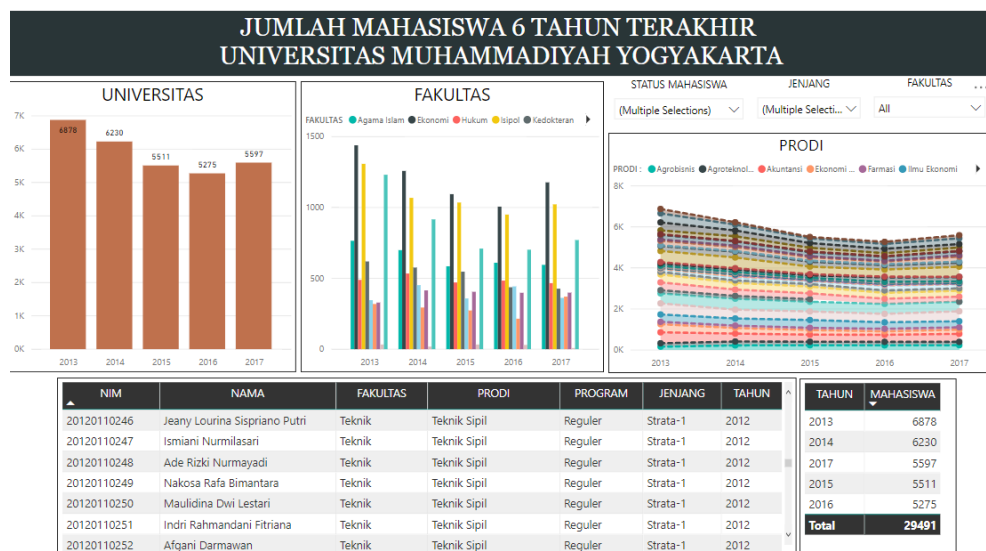 JUMLAH MAHASISWA 6 TAHUN TERAKHIR
UNIVERSITAS MUHAMMADIYAH YOGYAKARTA
UNIVERSITAS
7K
6K
5K
4K
3K
2K
1K
0K
6878
6230
5511
5275
5597
2013 2014 2015 2016 2017
FAKULTAS
FAKULTAS Agama Islam Ekonomi Hukum Isipol Kedokteran
1500
1000
500
0
2013 2014 2015 2016 2017
STATUS MAHASISWA JENJANG FAKULTAS ...
(Multiple Selections) (Multiple Selecti... All
PRODI
PRODI : Agrobisnis Agroteknol... Akuntansi Ekonomi ... Farmasi Ilmu Ekonomi
8K
6K
4K
2K
0K
2013 2014 2015 2016 2017
NIM NAMA FAKULTAS PRODI PROGRAM JENJANG TAHUN
20120110246 Jeany Lourina Sispriano Putri Teknik Teknik Sipil Reguler Strata-1 2012
20120110247 Ismiani Nurmilasari Teknik Teknik Sipil Reguler Strata-1 2012
20120110248 Ade Rizki Nurmayadi Teknik Teknik Sipil Reguler Strata-1 2012
20120110249 Nakosa Rafa Bimantara Teknik Teknik Sipil Reguler Strata-1 2012
20120110250 Maulidina Dwi Lestari Teknik Teknik Sipil Reguler Strata-1 2012
20120110251 Indri Rahmandani Fitriana Teknik Teknik Sipil Reguler Strata-1 2012
20120110252 Afgani Darmawan Teknik Teknik Sipil Reguler Strata-1 2012
TAHUN MAHASISWA
2013 6878
2014 6230
2017 5597
2015 5511
2016 5275
Total 29491